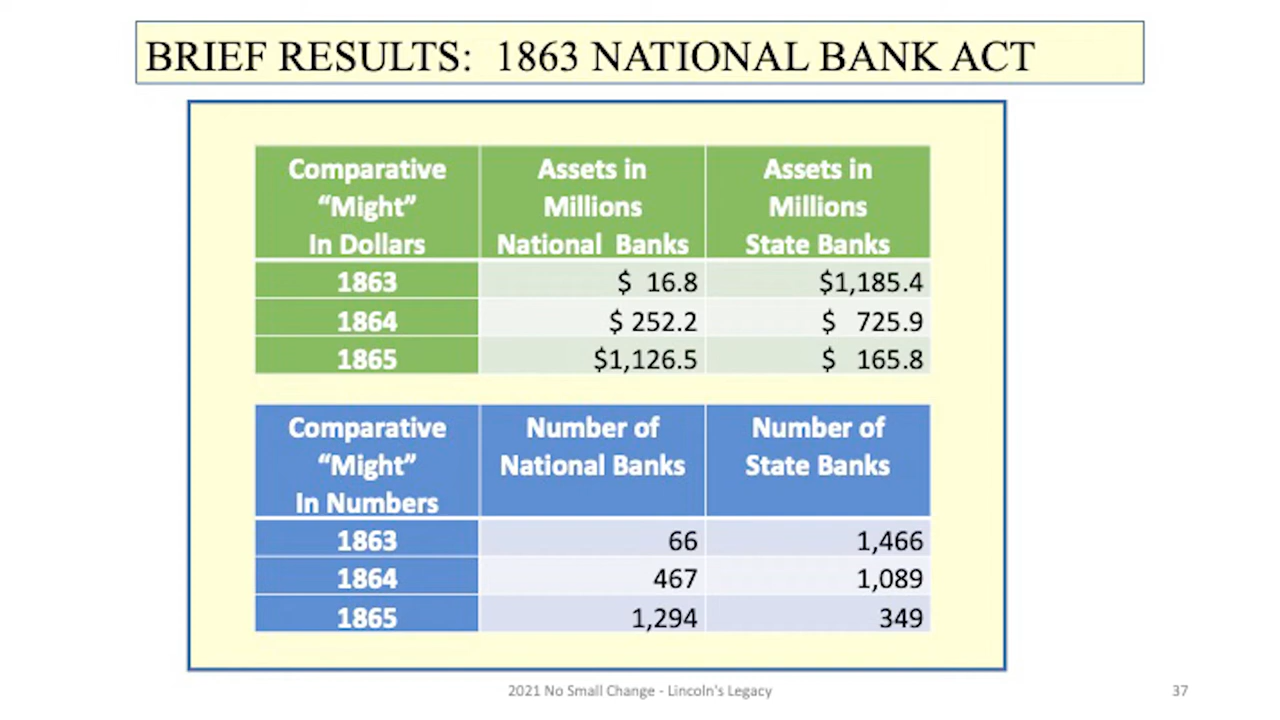 BRIEF RESULTS: 1863 NATIONAL BANK ACT
Comparative “Might” In Dollars | Assets in Millions National Banks | Assets in Millions State Banks
1863 | $ 16.8 | $1,185.4
1864 | $ 252.2 | $ 725.9
1865 | $1,126.5 | $ 165.8
Comparative “Might” In Numbers | Number of National Banks | Number of State Banks
1863 | 66 | 1,466
1864 | 467 | 1,089
1865 | 1,294 | 349
2021 No Small Change - Lincoln's Legacy 37